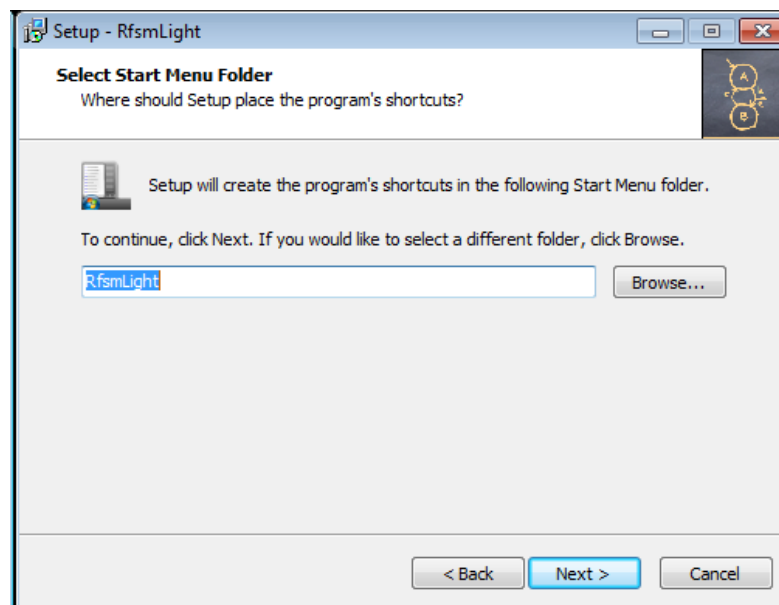 Setup - RfsmLight
Select Start Menu Folder
Where should Setup place the program's shortcuts?
A
B
Setup will create the program's shortcuts in the following Start Menu folder.
To continue, click Next. If you would like to select a different folder, click Browse.
RfsmLight
Browse...
< Back
Next >
Cancel